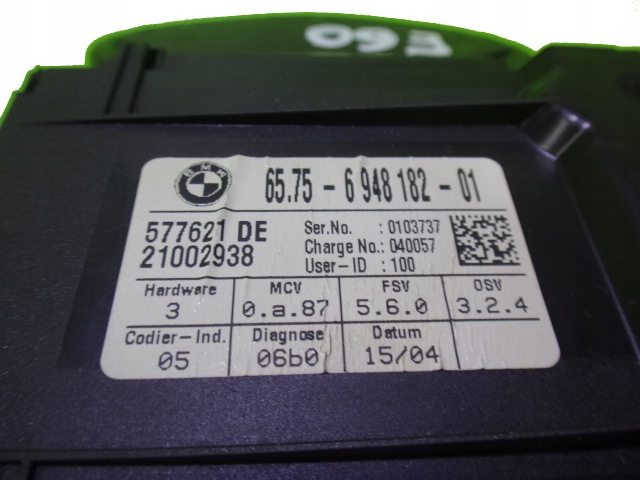 E60
BMW
65.75 - 6 948 182 - 01
577621 DE
21002938
Ser.No. : 0103737
Charge No.: 040057
User-ID : 100
Hardware MCV FSV OSV
3 0.a.87 5.6.0 3.2.4
Codier-Ind. Diagnose Datum
05 06b0 15/04